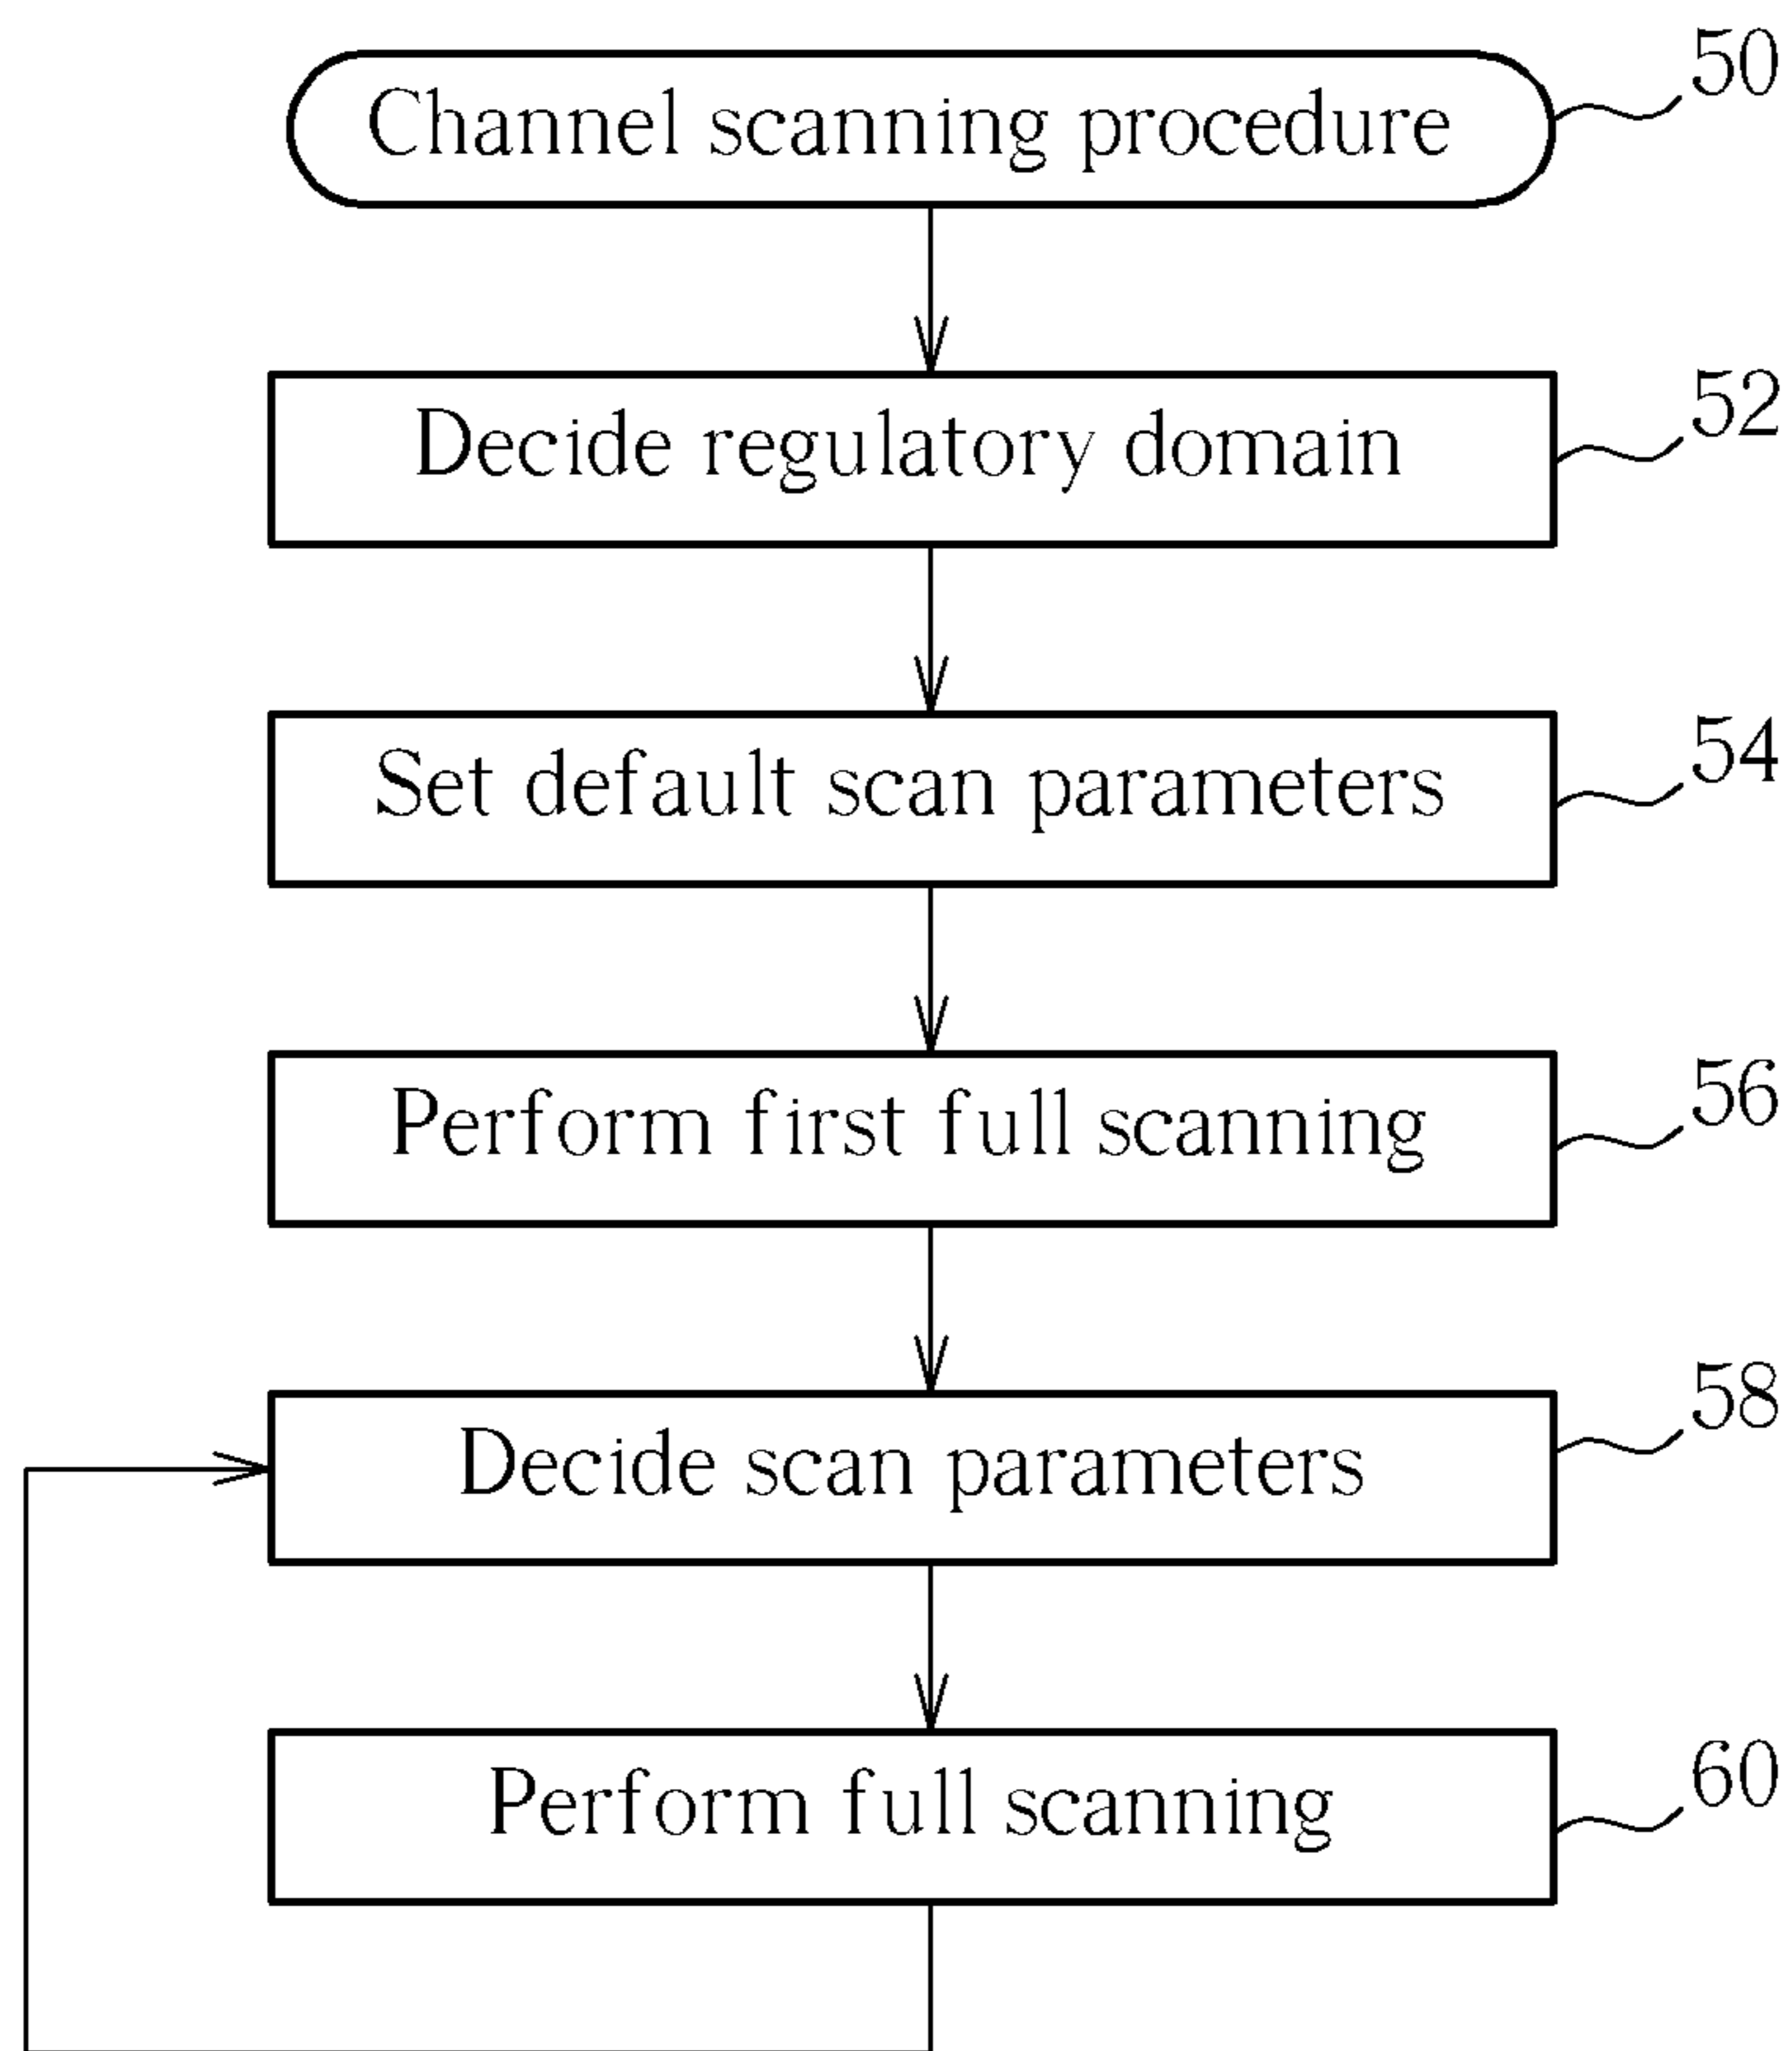 Channel scanning procedure 50
Decide regulatory domain 52
Set default scan parameters 54
Perform first full scanning 56
Decide scan parameters 58
Perform full scanning 60